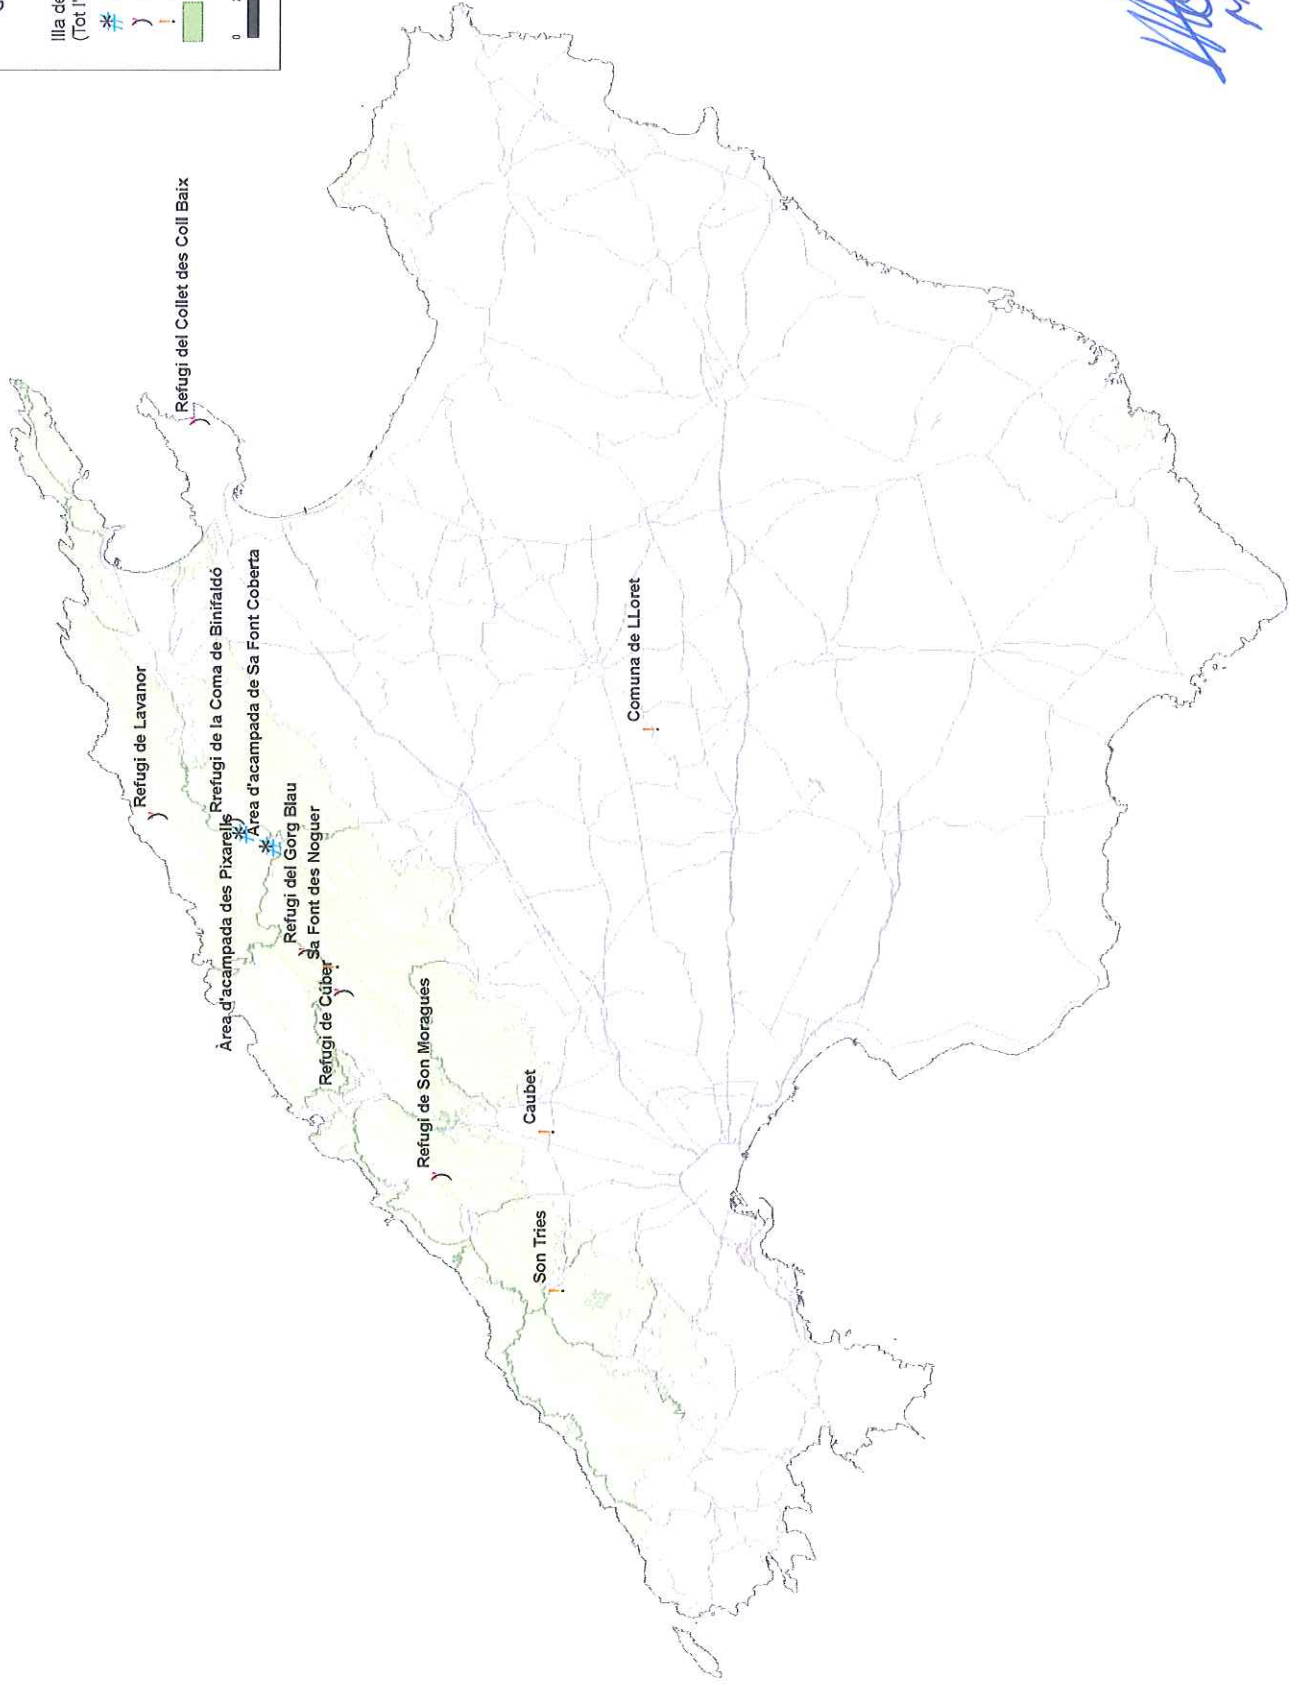 Illa de
(Tot l'
0
Refugi del Collet des Coll Baix
Refugi de Lavanor
Rrefugi de la Coma de Binifaldó
Àrea d'acampada des Pixarells
Àrea d'acampada de Sa Font Coberta
Refugi del Gorg Blau
Sa Font des Noguer
Refugi de Cúber
Refugi de Son Moragues
Caubet
Son Tries
Comuna de LLoret